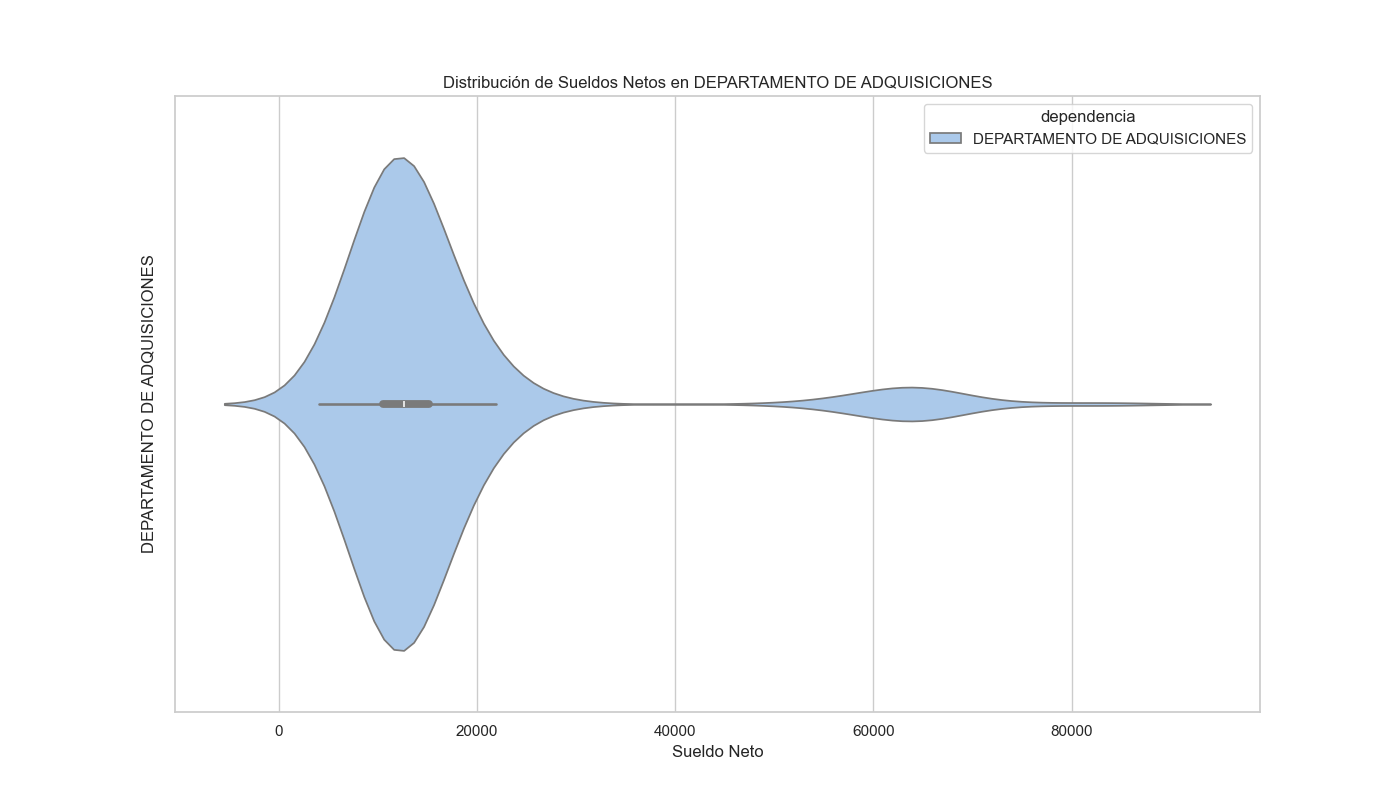 Distribución de Sueldos Netos en DEPARTAMENTO DE ADQUISICIONES
dependencia
DEPARTAMENTO DE ADQUISICIONES
DEPARTAMENTO DE ADQUISICIONES
0
20000
40000
60000
80000
Sueldo Neto